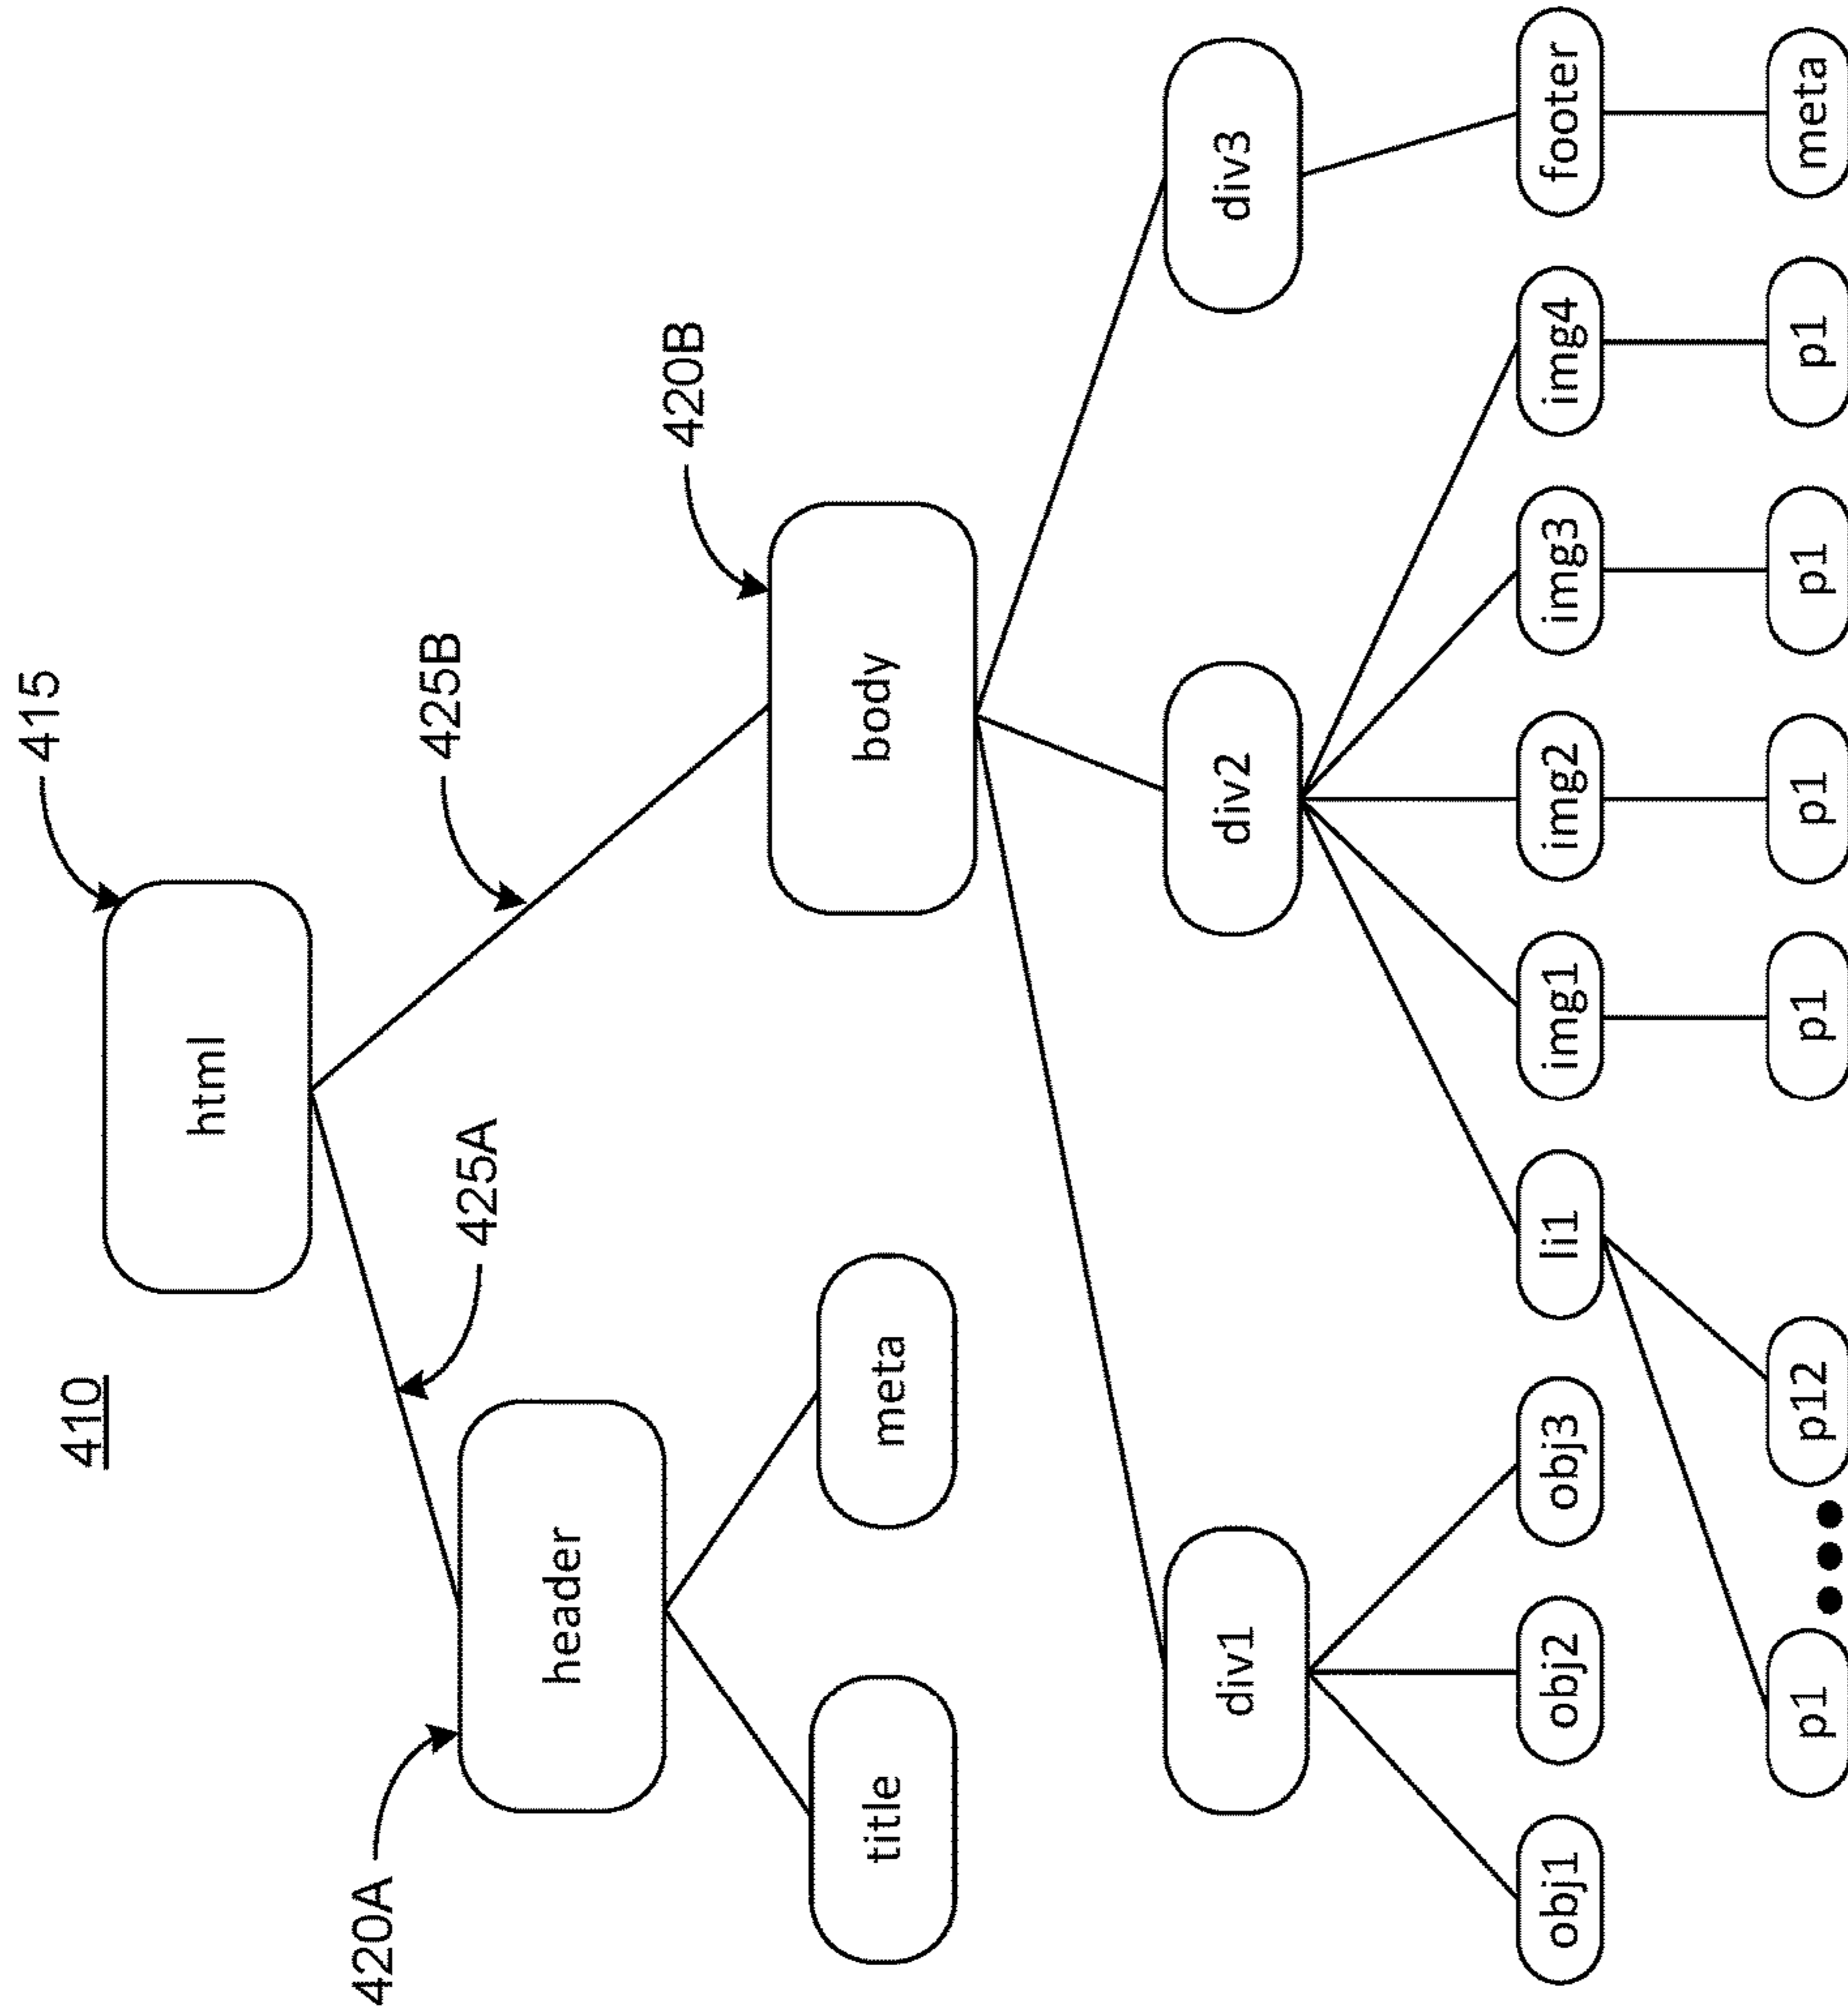 410
415
html
425A
425B
420A
header
420B
body
title
meta
div1
div2
div3
obj1
obj2
obj3
li1
img1
img2
img3
img4
footer
p1
p12
p1
p1
p1
p1
meta